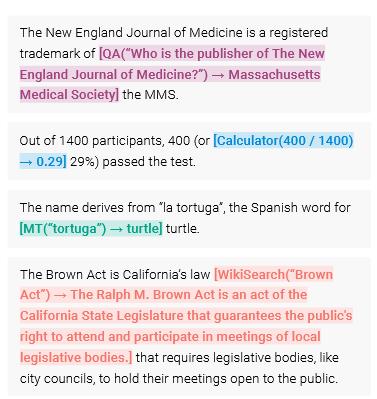 The New England Journal of Medicine is a registered
trademark of [QA(“Who is the publisher of The New
England Journal of Medicine?”) → Massachusetts
Medical Society] the MMS.
Out of 1400 participants, 400 (or [Calculator(400 / 1400)
→ 0.29] 29%) passed the test.
The name derives from “la tortuga”, the Spanish word for
[MT(“tortuga”) → turtle] turtle.
The Brown Act is California’s law [WikiSearch(“Brown
Act”) → The Ralph M. Brown Act is an act of the
California State Legislature that guarantees the public's
right to attend and participate in meetings of local
legislative bodies.] that requires legislative bodies, like
city councils, to hold their meetings open to the public.